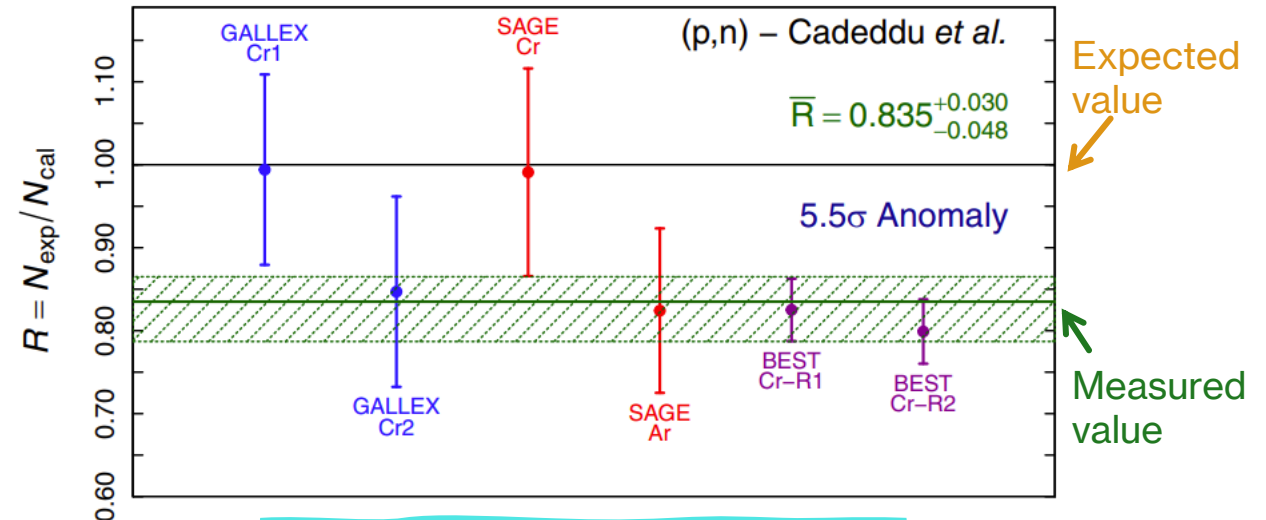 GALLEX
Cr1
SAGE
Cr
(p,n) − Cadeddu et al.
R̅ = 0.835 +0.030 −0.048
5.5σ Anomaly
Expected
value
R = N_exp / N_cal
1.10
1.00
0.90
0.80
0.70
0.60
GALLEX
Cr2
SAGE
Ar
BEST
Cr−R1
BEST
Cr−R2
Measured
value